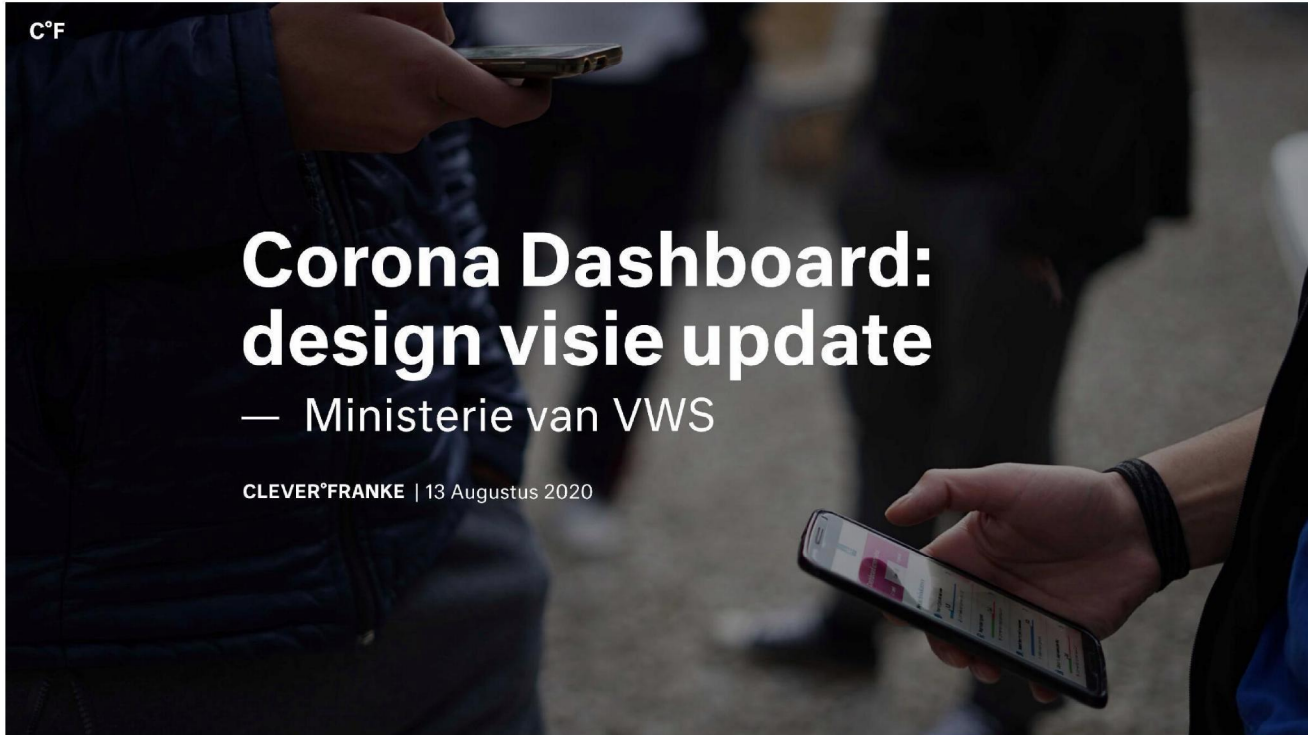 C°F
Corona Dashboard:
design visie update
— Ministerie van VWS
CLEVER°FRANKE | 13 Augustus 2020